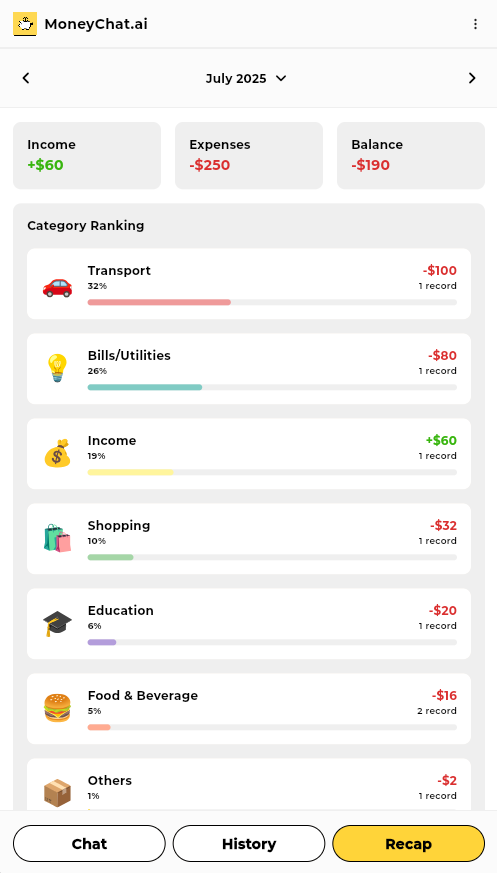 MoneyChat.ai
July 2025
Income
+$60
Expenses
-$250
Balance
-$190
Category Ranking
Transport -$100
32% 1 record
Bills/Utilities -$80
26% 1 record
Income +$60
19% 1 record
Shopping -$32
10% 1 record
Education -$20
6% 1 record
Food & Beverage -$16
5% 2 record
Others -$2
1% 1 record
Chat History Recap